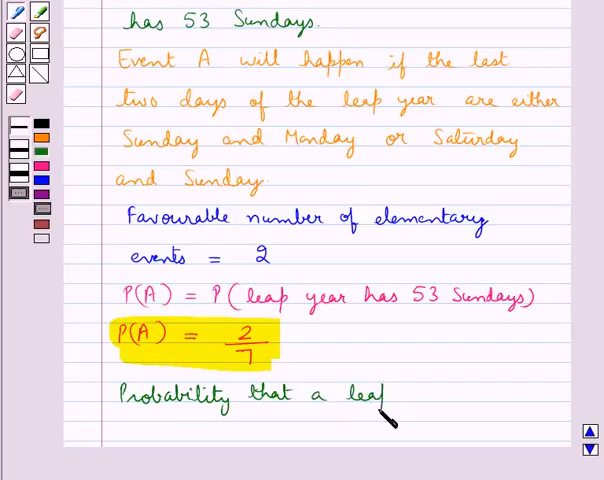 has 53 Sundays.
Event A will happen if the last
two days of the leap year are either
Sunday and Monday or Saturday
and Sunday.
Favourable number of elementary
events = 2
P(A) = P( leap year has 53 Sundays)
P(A) = 2/7
Probability that a leap